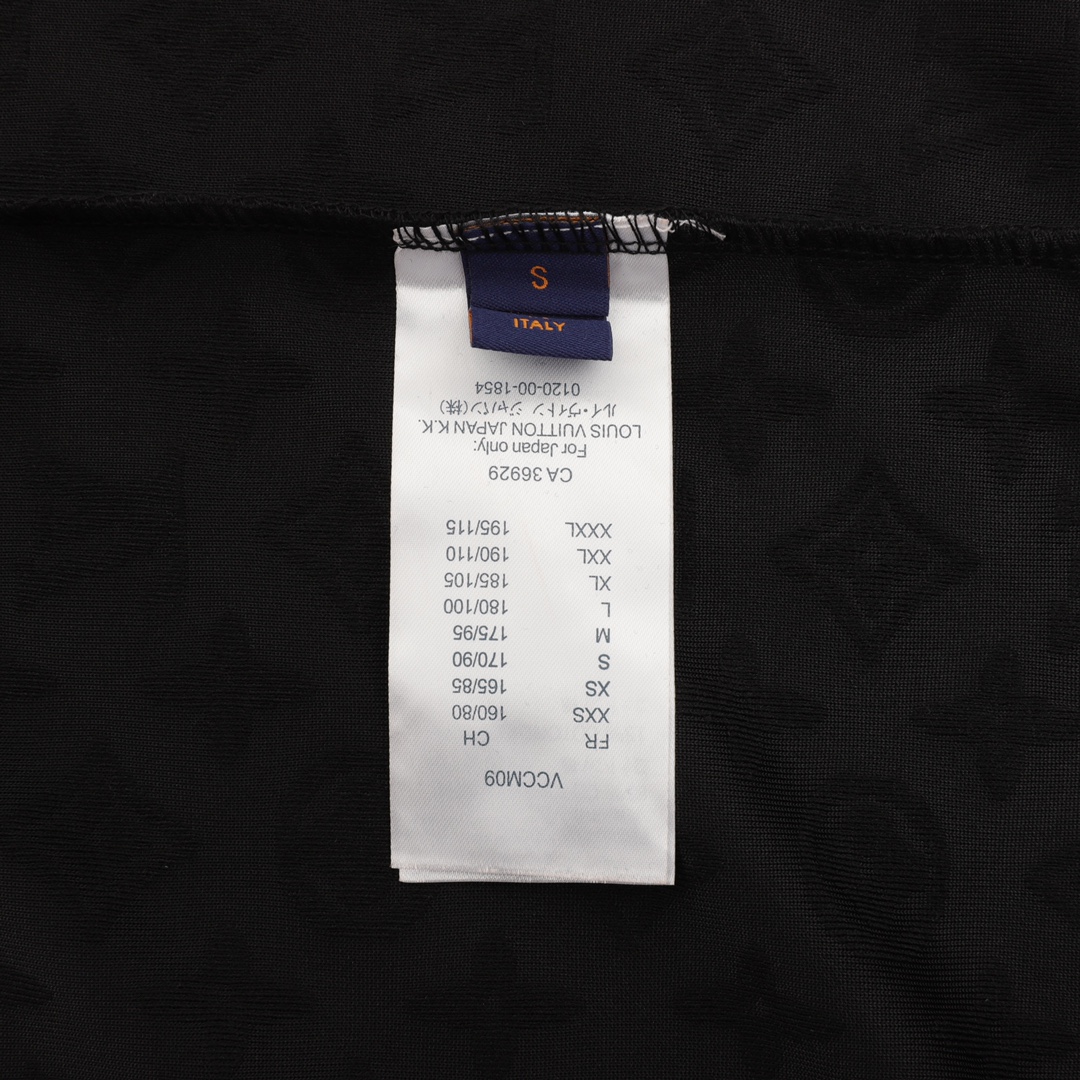 S
ITALY
VCCM09
FR CH
XXS 160/80
XS 165/85
S 170/90
M 175/95
L 180/100
XL 185/105
XXL 190/110
XXXL 195/115
CA 36929
For Japan only:
LOUIS VUITTON JAPAN K.K.
ルイ・ヴィトン ジャパン(株)
0120-00-1854